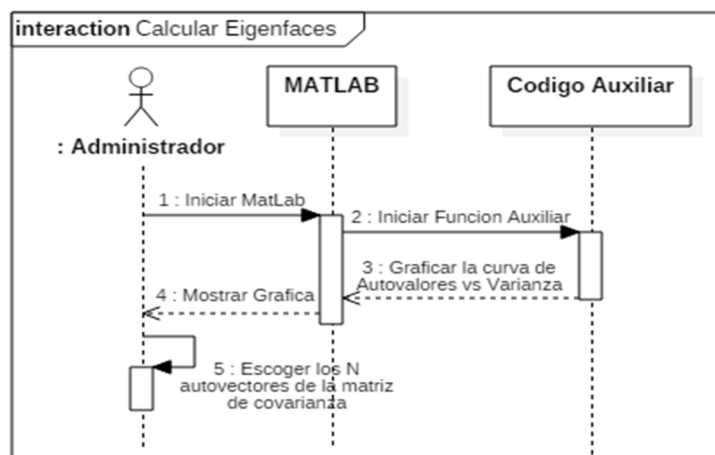 interaction Calcular Eigenfaces
MATLAB
Codigo Auxiliar
: Administrador
1 : Iniciar MatLab
2 : Iniciar Funcion Auxiliar
3 : Graficar la curva de
Autovalores vs Varianza
4 : Mostrar Grafica
5 : Escoger los N
autovectores de la matriz
de covarianza